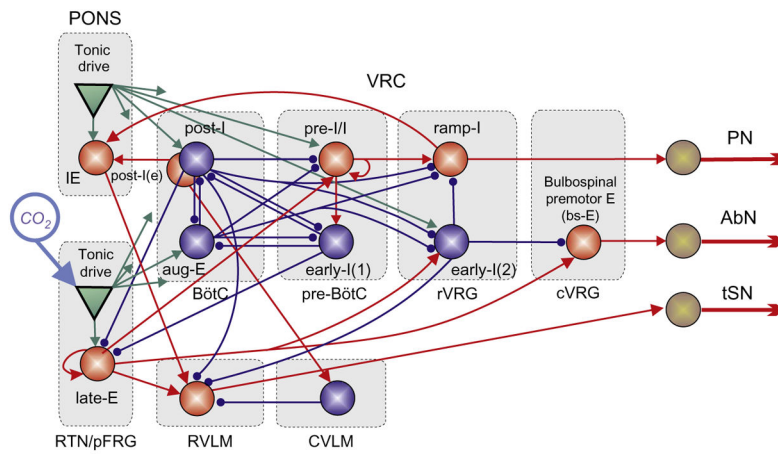 PONS
VRC
Tonic
drive
post-I
pre-I/I
ramp-I
PN
IE
post-I(e)
Bulbospinal
premotor E
(bs-E)
AbN
CO2
Tonic
drive
aug-E
early-I(1)
early-I(2)
BötC
pre-BötC
rVRG
cVRG
tSN
late-E
RTN/pFRG
RVLM
CVLM